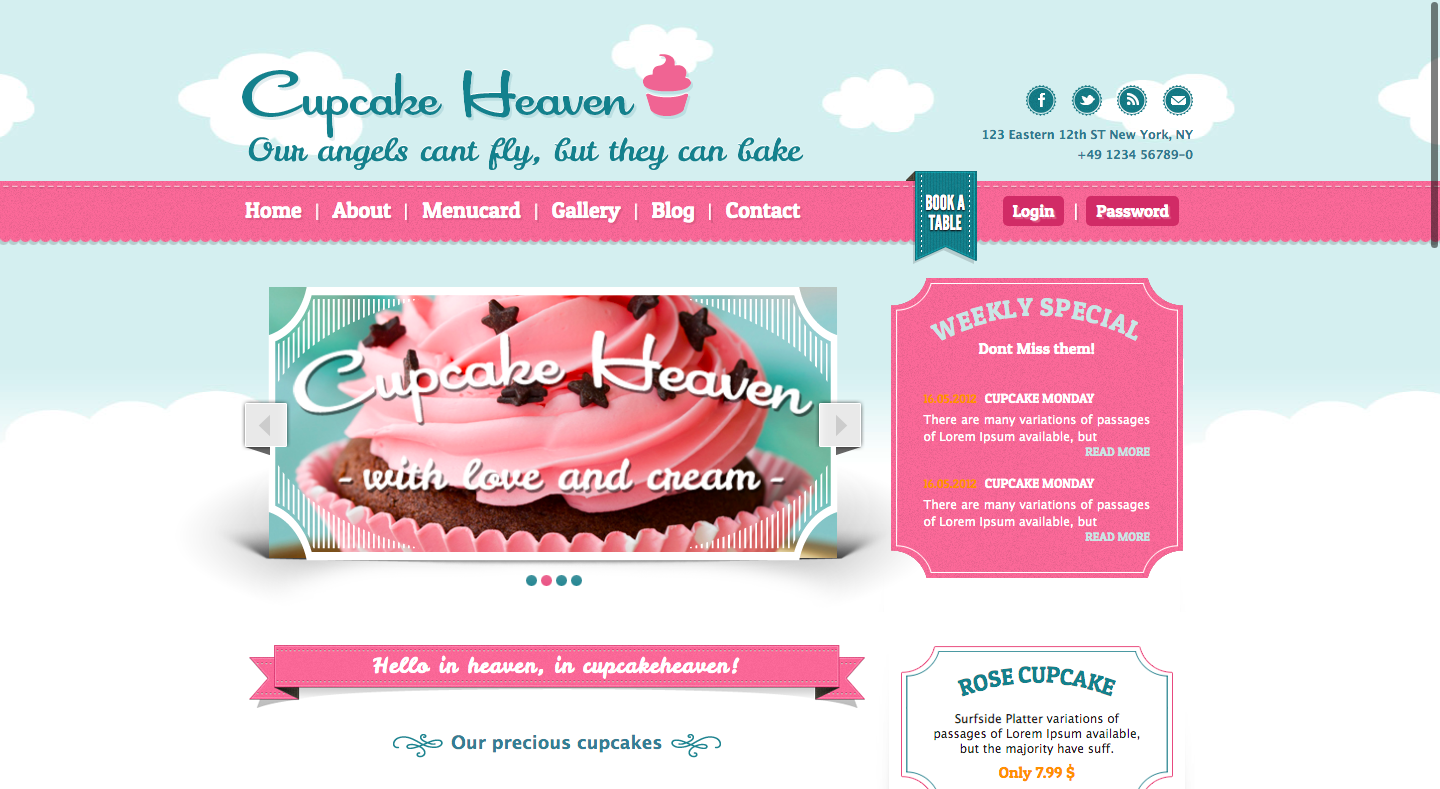 Cupcake Heaven
Our angels cant fly, but they can bake
123 Eastern 12th ST New York, NY
+49 1234 56789-0
Home | About | Menucard | Gallery | Blog | Contact
BOOK A
TABLE
Login | Password
Cupcake Heaven
- with love and cream -
WEEKLY SPECIAL
Dont Miss them!
16.05.2012 CUPCAKE MONDAY
There are many variations of passages
of Lorem Ipsum available, but
READ MORE
16.05.2012 CUPCAKE MONDAY
There are many variations of passages
of Lorem Ipsum available, but
READ MORE
Hello in heaven, in cupcakeheaven!
Our precious cupcakes
ROSE CUPCAKE
Surfside Platter variations of
passages of Lorem Ipsum available,
but the majority have suff.
Only 7.99 $